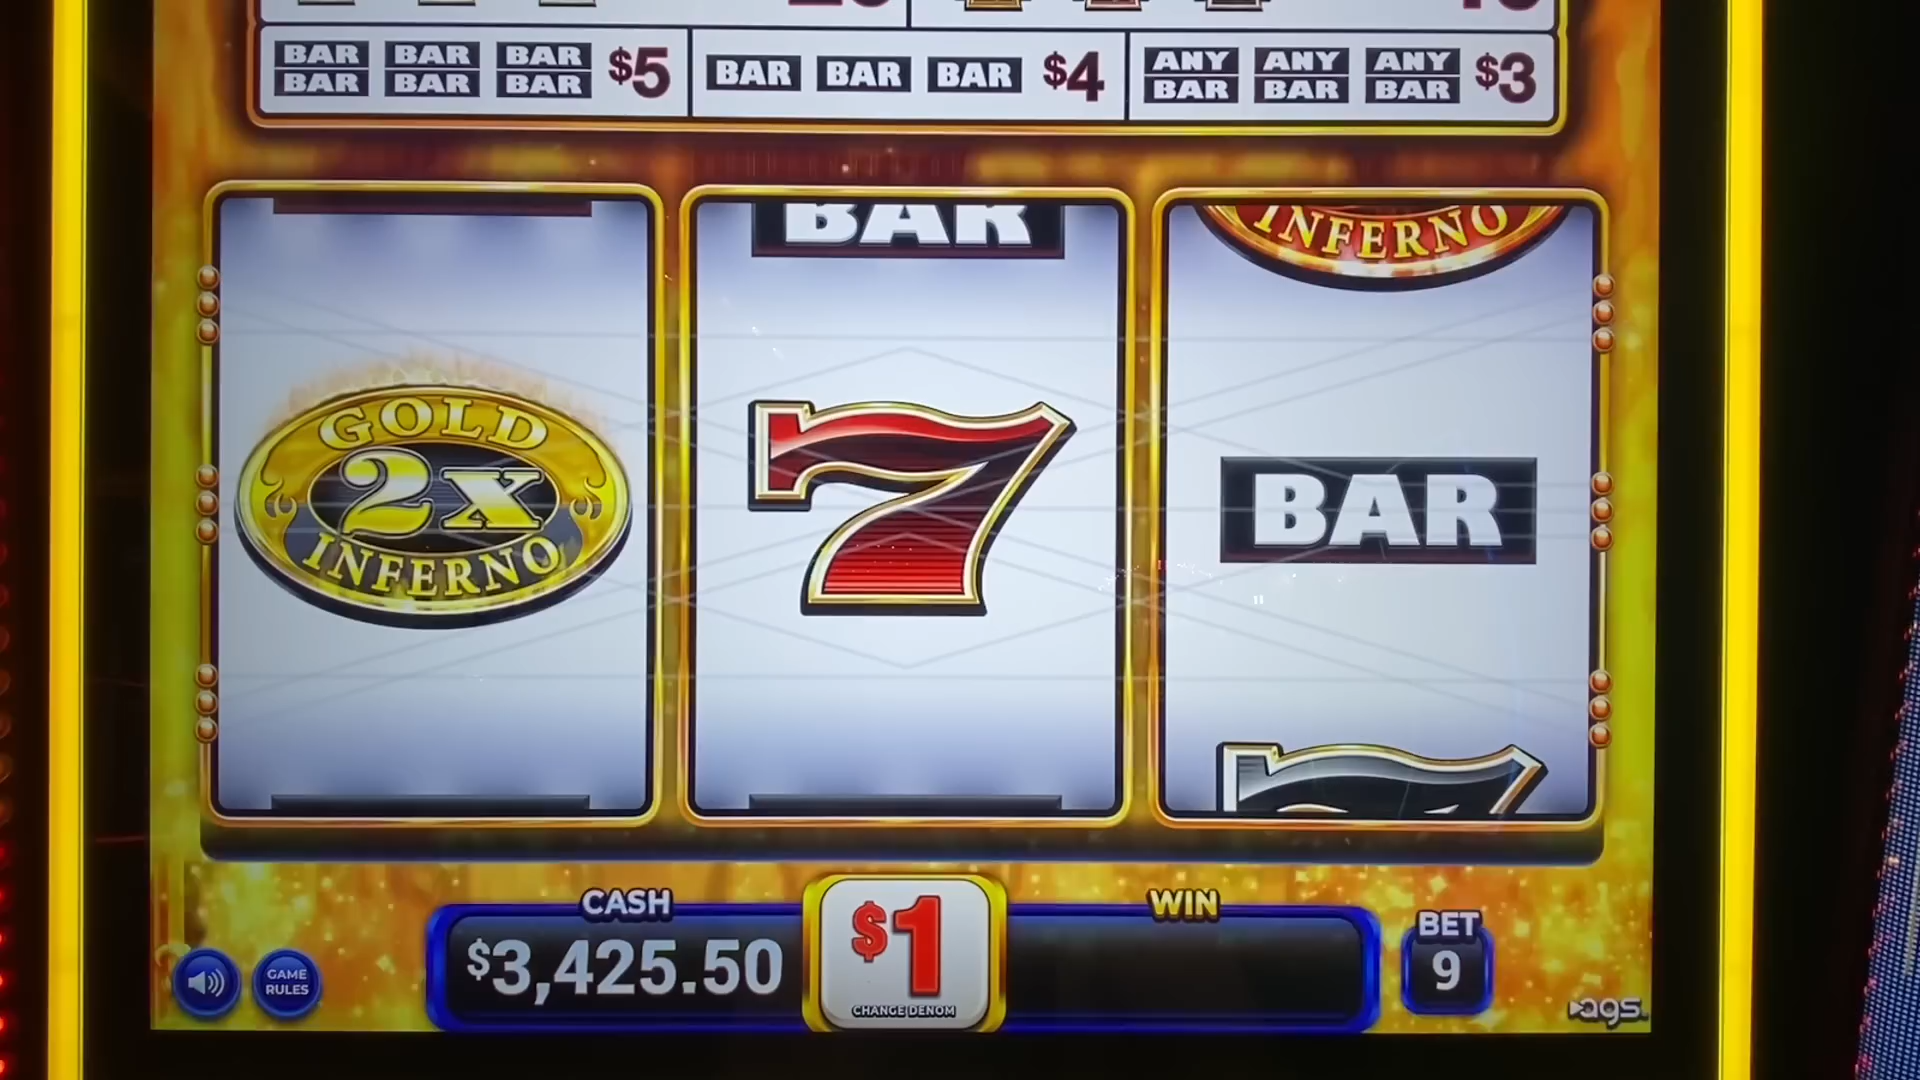 BAR BAR BAR
BAR BAR BAR $5
BAR BAR BAR $4
ANY ANY ANY
BAR BAR BAR $3
BAR
INFERNO
GOLD
2X
INFERNO
7
BAR
CASH
$3,425.50
$1
CHANGE DENOM
WIN
BET
9
GAME
RULES
ags